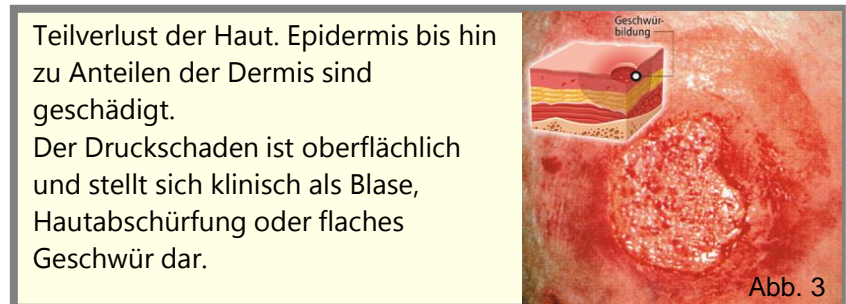 Teilverlust der Haut. Epidermis bis hin
zu Anteilen der Dermis sind
geschädigt.
Der Druckschaden ist oberflächlich
und stellt sich klinisch als Blase,
Hautabschürfung oder flaches
Geschwür dar.
Geschwür-
bildung
Abb. 3